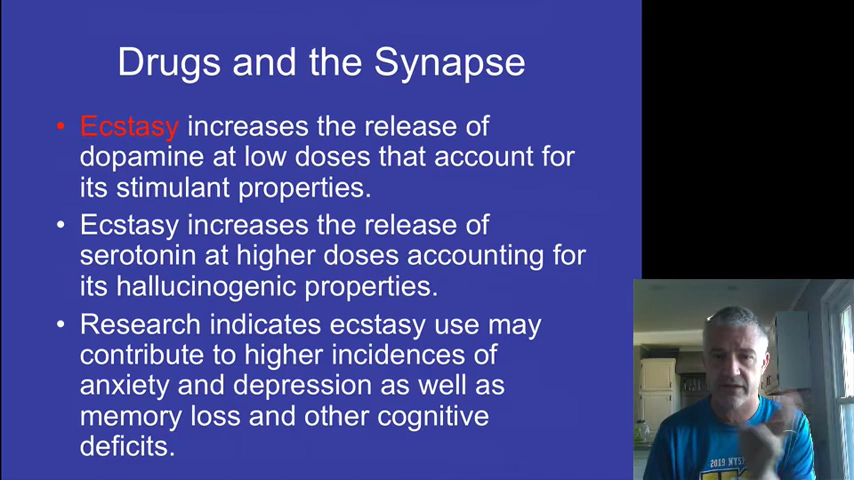 Drugs and the Synapse
• Ecstasy increases the release of
dopamine at low doses that account for
its stimulant properties.
• Ecstasy increases the release of
serotonin at higher doses accounting for
its hallucinogenic properties.
• Research indicates ecstasy use may
contribute to higher incidences of
anxiety and depression as well as
memory loss and other cognitive
deficits.
2019 NYS